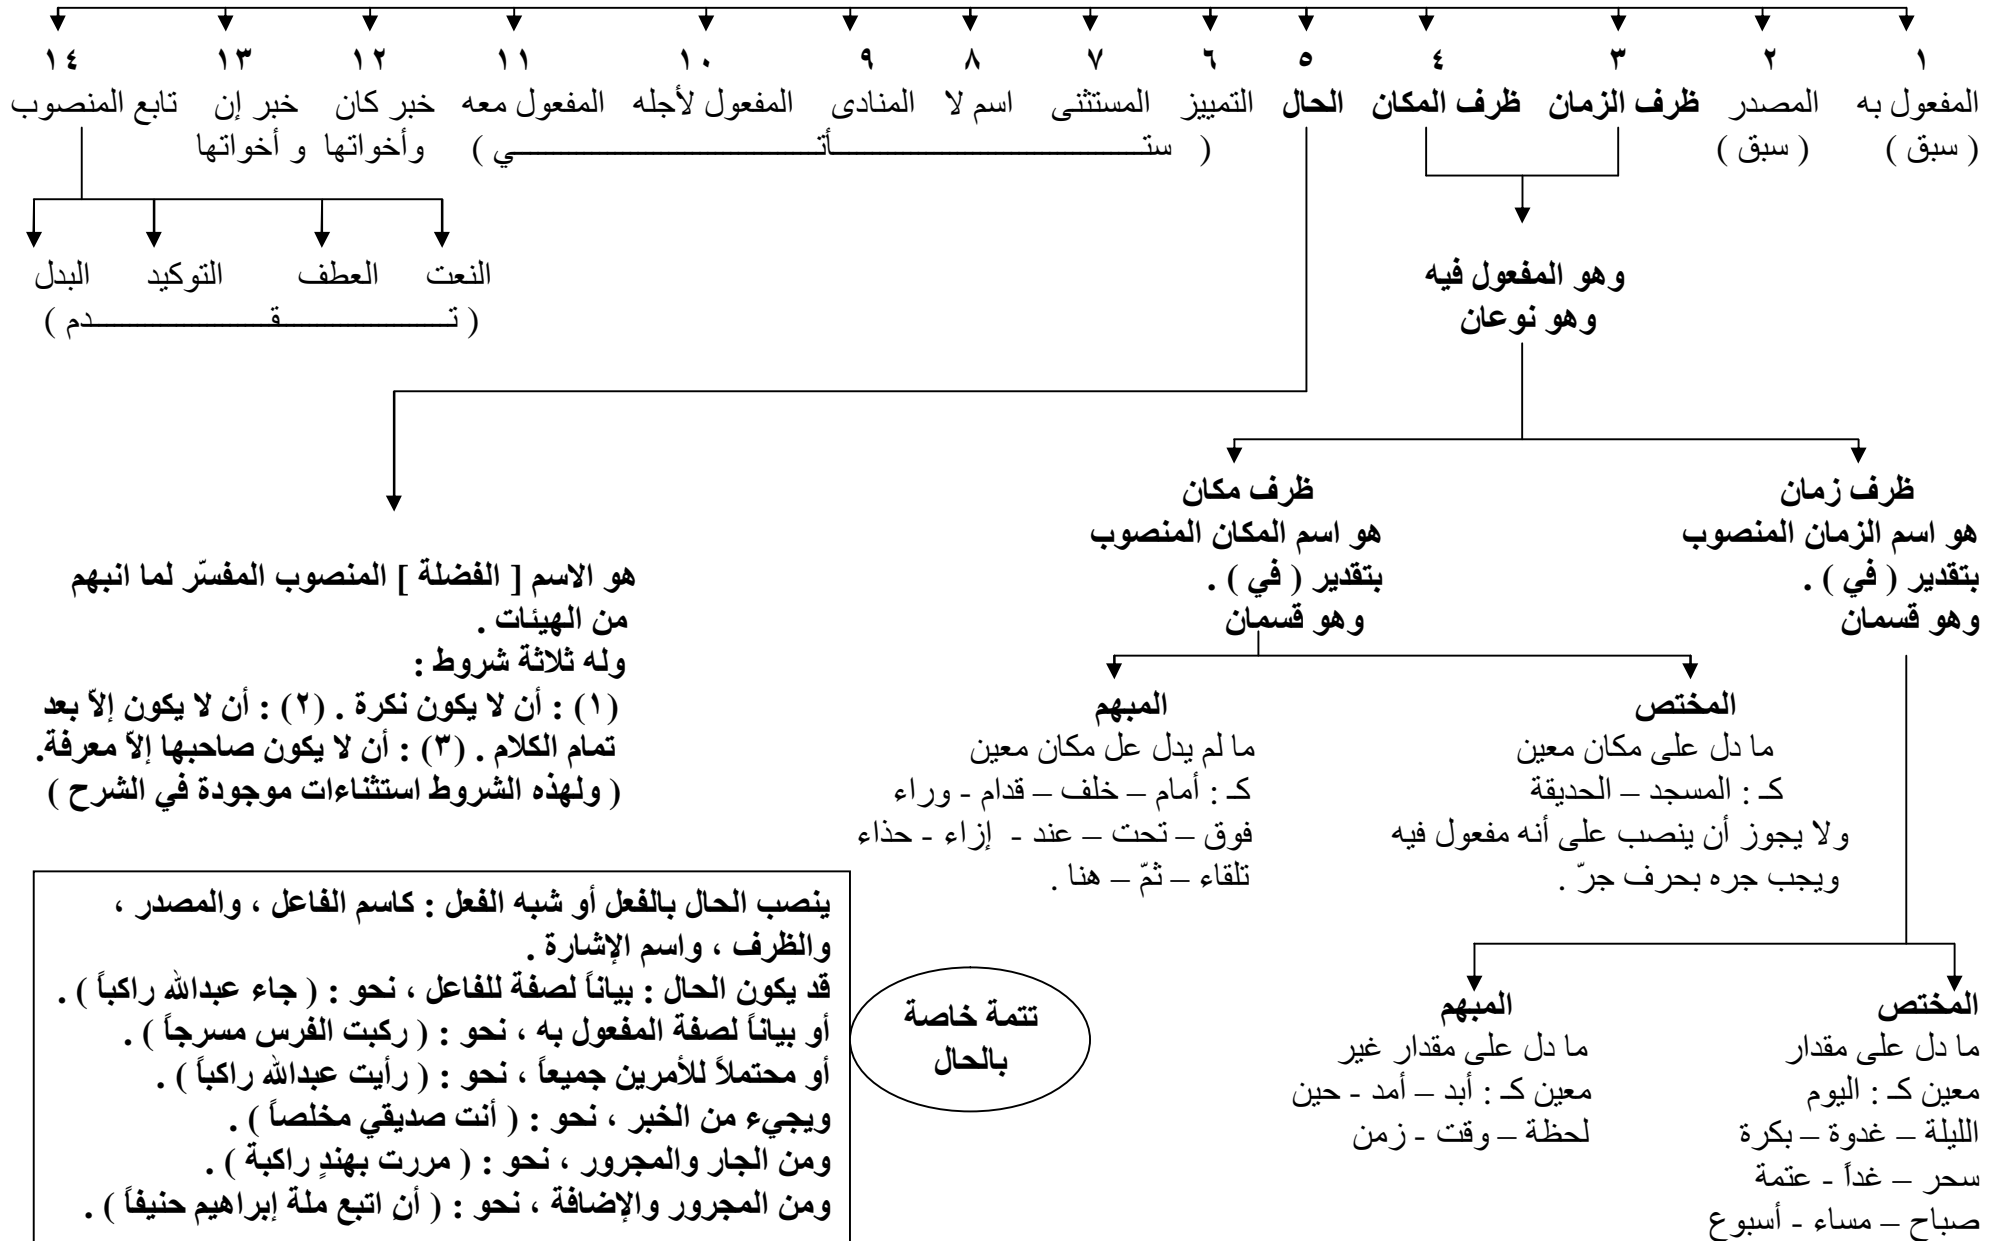 ١ ٢ ٣ ٤ ٥ ٦ ٧ ٨ ٩ ١٠ ١١ ١٢ ١٣ ١٤
المفعول به المصدر ظرف الزمان ظرف المكان الحال التمييز المستثنى اسم لا المنادى المفعول لأجله المفعول معه خبر كان خبر إن تابع المنصوب
( سبق ) ( سبق ) ( ستـــــــأتـــــــي ) وأخواتها و أخواتها
النعت العطف التوكيد البدل
( تـــــــقـــــــدم )
وهو المفعول فيه
وهو نوعان
ظرف زمان
هو اسم الزمان المنصوب
بتقدير ( في ) .
وهو قسمان
ظرف مكان
هو اسم المكان المنصوب
بتقدير ( في ) .
وهو قسمان
هو الاسم [ الفضلة ] المنصوب المفسّر لما انبهم
من الهيئات .
وله ثلاثة شروط :
(١) : أن لا يكون نكرة . (٢) : أن لا يكون إلاّ بعد
تمام الكلام . (٣) : أن لا يكون صاحبها إلاّ معرفة.
( ولهذه الشروط استثناءات موجودة في الشرح )
المختص
ما دل على مكان معين
كـ : المسجد – الحديقة
ولا يجوز أن ينصب على أنه مفعول فيه
ويجب جره بحرف جرّ .
المبهم
ما لم يدل عل مكان معين
كـ : أمام – خلف – قدام - وراء
فوق – تحت – عند - إزاء - حذاء
تلقاء – ثمّ – هنا .
المختص
ما دل على مقدار
معين كـ : اليوم
الليلة – غدوة – بكرة
سحر – غداً - عتمة
صباح – مساء - أسبوع
المبهم
ما دل على مقدار غير
معين كـ : أبد – أمد - حين
لحظة – وقت - زمن
تتمة خاصة
بالحال
ينصب الحال بالفعل أو شبه الفعل : كاسم الفاعل ، والمصدر ،
والظرف ، واسم الإشارة .
قد يكون الحال : بياناً لصفة للفاعل ، نحو : ( جاء عبدالله راكباً ) .
أو بياناً لصفة المفعول به ، نحو : ( ركبت الفرس مسرجاً ) .
أو محتملاً للأمرين جميعاً ، نحو : ( رأيت عبدالله راكباً ) .
ويجيء من الخبر ، نحو : ( أنت صديقي مخلصاً ) .
ومن الجار والمجرور ، نحو : ( مررت بهندٍ راكبة ) .
ومن المجرور والإضافة ، نحو : ( أنِ اتبع ملة إبراهيم حنيفاً ) .